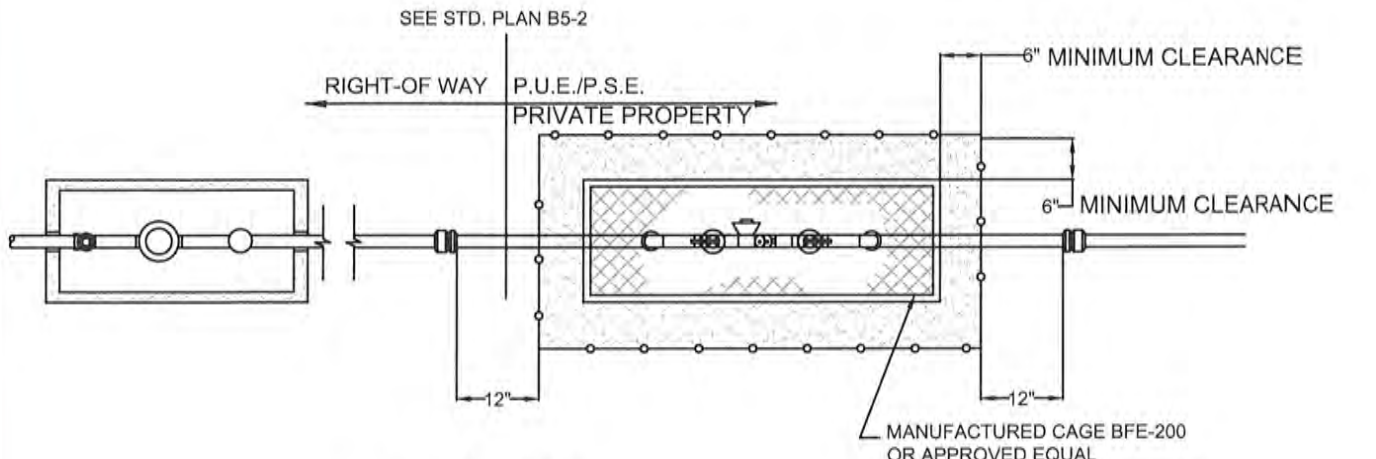 SEE STD. PLAN B5-2
6" MINIMUM CLEARANCE
RIGHT-OF WAY P.U.E./P.S.E.
PRIVATE PROPERTY
6" MINIMUM CLEARANCE
12"
12"
MANUFACTURED CAGE BFE-200
OR APPROVED EQUAL